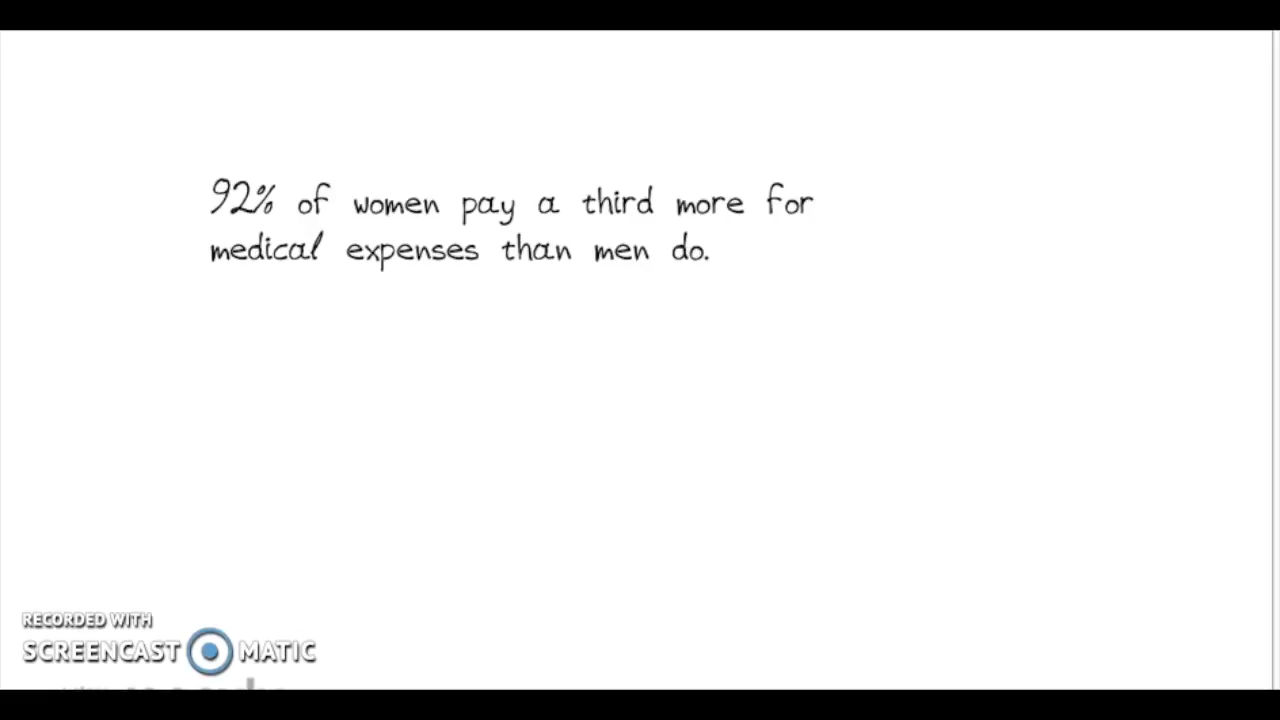 92% of women pay a third more for
medical expenses than men do.
RECORDED WITH
SCREENCAST MATIC